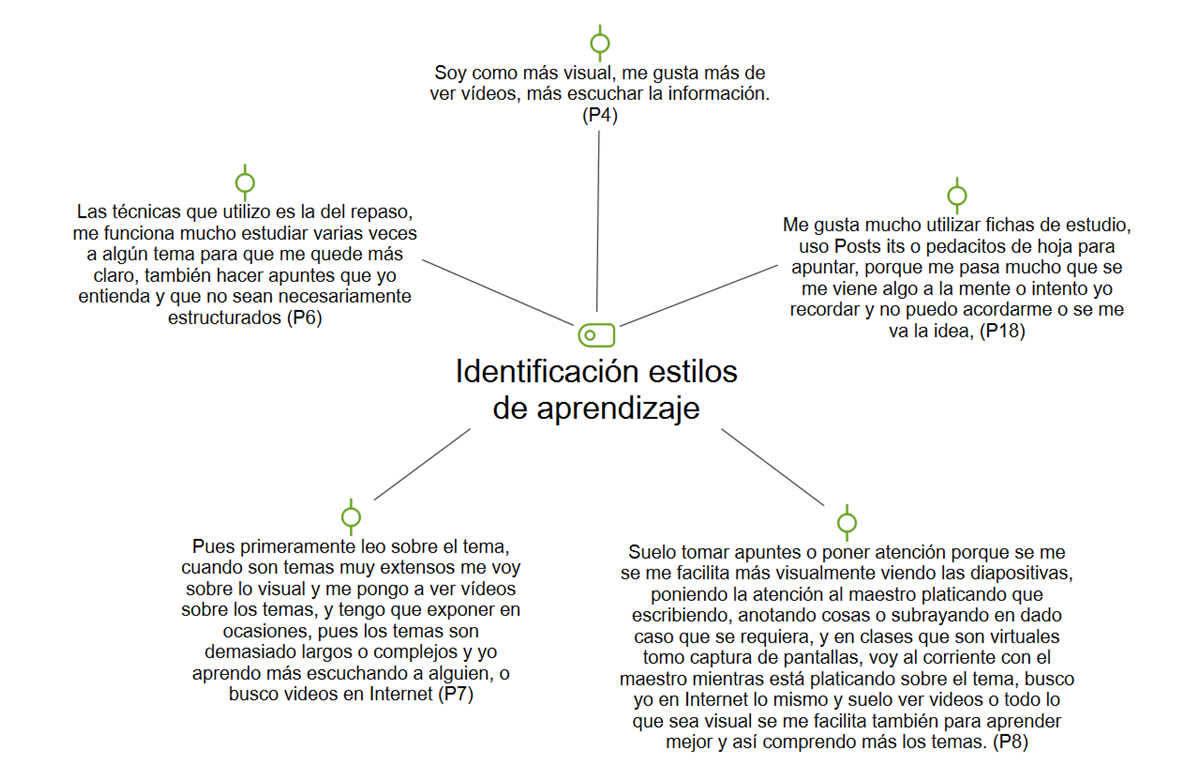 Soy como más visual, me gusta más de
ver vídeos, más escuchar la información.
(P4)
Las técnicas que utilizo es la del repaso,
me funciona mucho estudiar varias veces
a algún tema para que me quede más
claro, también hacer apuntes que yo
entienda y que no sean necesariamente
estructurados (P6)
Me gusta mucho utilizar fichas de estudio,
uso Posts its o pedacitos de hoja para
apuntar, porque me pasa mucho que se
me viene algo a la mente o intento yo
recordar y no puedo acordarme o se me
va la idea, (P18)
Identificación estilos
de aprendizaje
Pues primeramente leo sobre el tema,
cuando son temas muy extensos me voy
sobre lo visual y me pongo a ver vídeos
sobre los temas, y tengo que exponer en
ocasiones, pues los temas son
demasiado largos o complejos y yo
aprendo más escuchando a alguien, o
busco videos en Internet (P7)
Suelo tomar apuntes o poner atención porque se me
se me facilita más visualmente viendo las diapositivas,
poniendo la atención al maestro platicando que
escribiendo, anotando cosas o subrayando en dado
caso que se requiera, y en clases que son virtuales
tomo captura de pantallas, voy al corriente con el
maestro mientras está platicando sobre el tema, busco
yo en Internet lo mismo y suelo ver videos o todo lo
que sea visual se me facilita también para aprender
mejor y así comprendo más los temas. (P8)